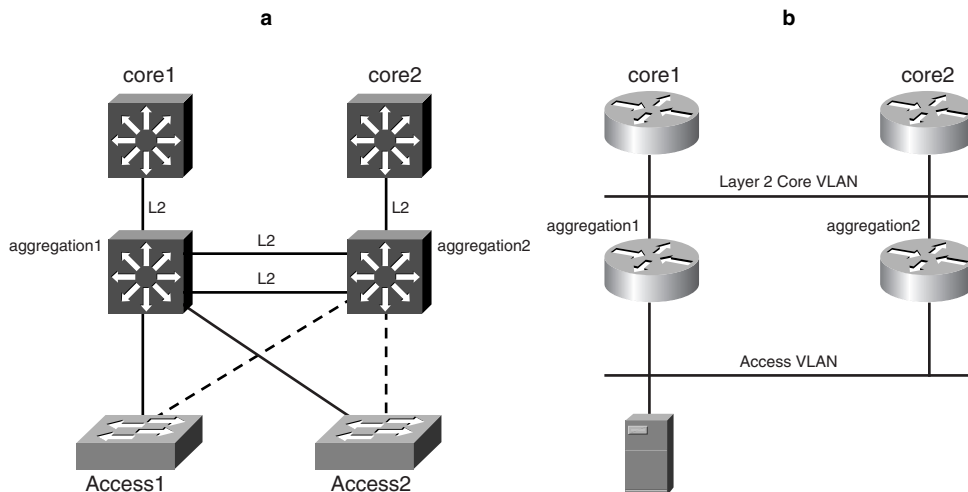 a
core1
core2
L2
L2
aggregation1
L2
aggregation2
L2
Access1
Access2
b
core1
core2
Layer 2 Core VLAN
aggregation1
aggregation2
Access VLAN